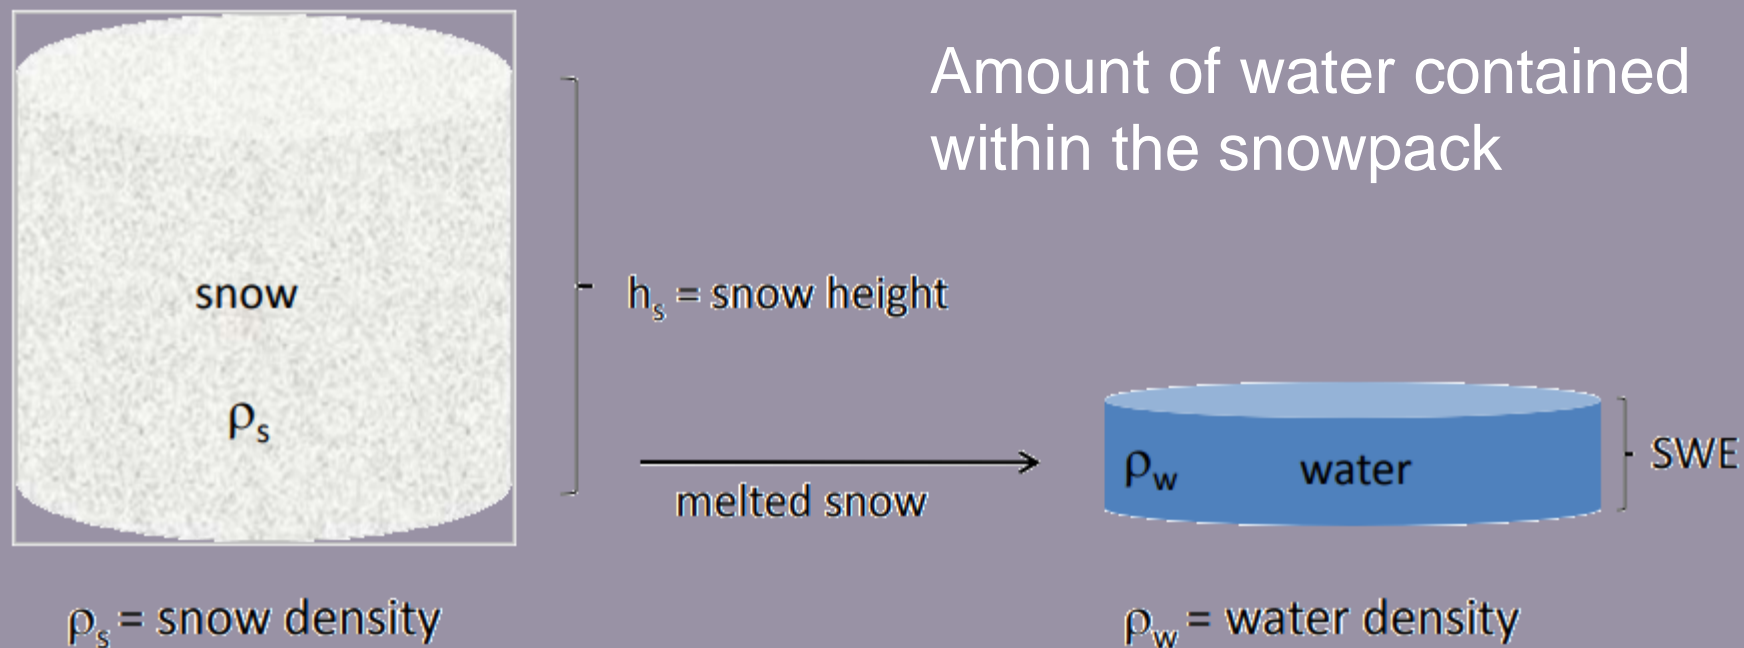 Amount of water contained
within the snowpack
snow
hₛ = snow height
ρₛ
melted snow
ρw
water
SWE
ρₛ = snow density
ρw = water density